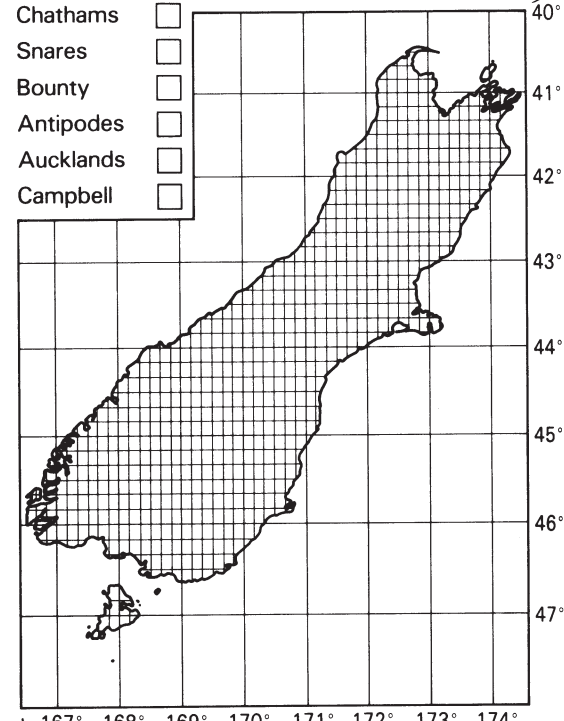 Chathams
Snares
Bounty
Antipodes
Aucklands
Campbell
40°
41°
42°
43°
44°
45°
46°
47°
167° 168° 169° 170° 171° 172° 173° 174°